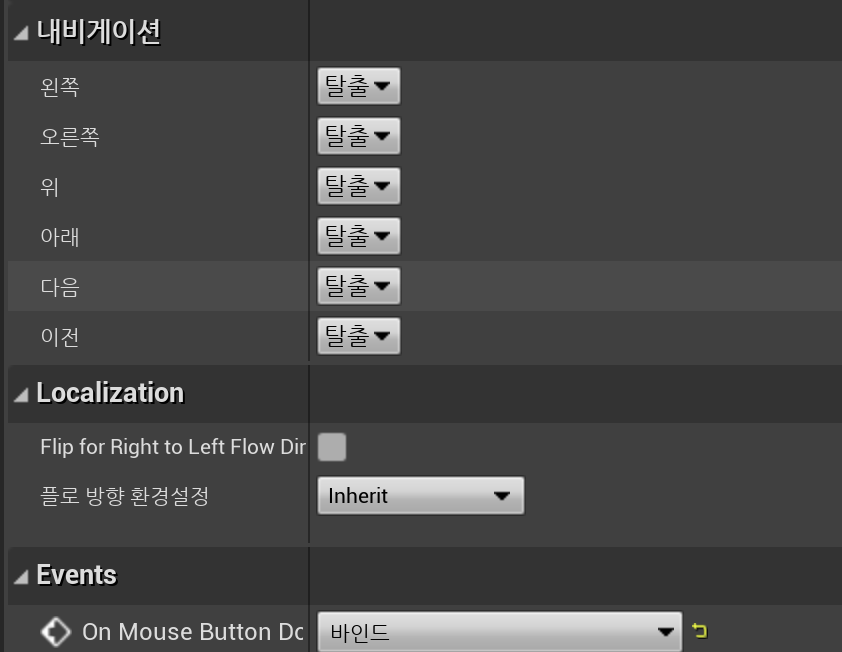 내비게이션
왼쪽 탈출
오른쪽 탈출
위 탈출
아래 탈출
다음 탈출
이전 탈출
Localization
Flip for Right to Left Flow Dir
플로 방향 환경설정 Inherit
Events
On Mouse Button Do 바인드